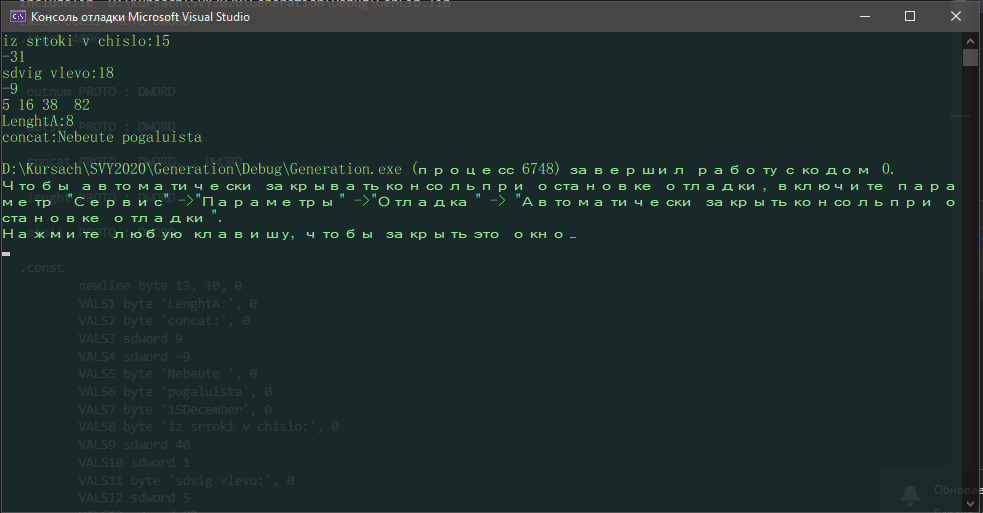 Консоль отладки Microsoft Visual Studio
iz srtoki v chislo:15
-31
sdvig vlevo:18
-9
outnum PROTO : DWORD
5 16 38  82
LenghtA:8
concat:Nebeute pogaluista
D:\Kursach\SVY2020\Generation\Debug\Generation.exe (процесс 6748) завершил работу с кодом 0.
Чтобы автоматически закрывать консоль при остановке отладки, включите пара
метр "Сервис" ->"Параметры" ->"Отладка" -> "Автоматически закрыть консоль при о
становке отладки".
Нажмите любую клавишу, чтобы закрыть это окно…
.const
newline byte 13, 10, 0
VALS1 byte 'LenghtA:', 0
VALS2 byte 'concat:', 0
VALS3 sdword 9
VALS4 sdword -9
VALS5 byte 'Nebeute ', 0
VALS6 byte 'pogaluista', 0
VALS7 byte '15December', 0
VALS8 byte 'iz srtoki v chislo:', 0
VALS9 sdword 40
VALS10 sdword 1
VALS11 byte 'sdvig vlevo:', 0
VALS12 sdword 5